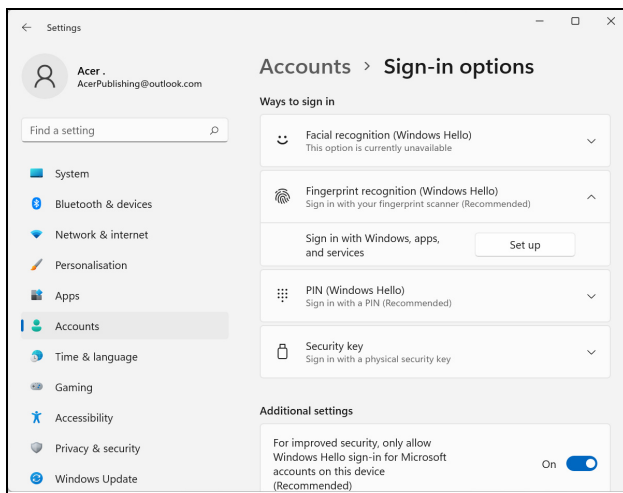 Settings
Acer .
AcerPublishing@outlook.com
Find a setting
System
Bluetooth & devices
Network & internet
Personalisation
Apps
Accounts
Time & language
Gaming
Accessibility
Privacy & security
Windows Update
Accounts > Sign-in options
Ways to sign in
Facial recognition (Windows Hello)
This option is currently unavailable
Fingerprint recognition (Windows Hello)
Sign in with your fingerprint scanner (Recommended)
Sign in with Windows, apps,
and services
Set up
PIN (Windows Hello)
Sign in with a PIN (Recommended)
Security key
Sign in with a physical security key
Additional settings
For improved security, only allow
Windows Hello sign-in for Microsoft
accounts on this device
(Recommended)
On